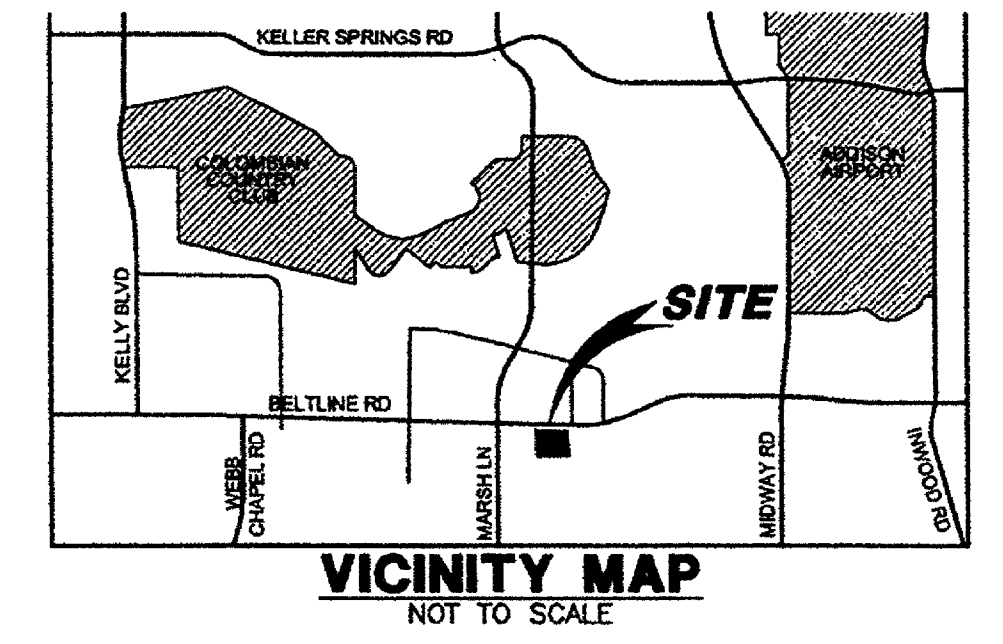 KELLER SPRINGS RD
COLOMBIAN
COUNTRY
CLUB
ADDISON
AIRPORT
KELLY BLVD
SITE
BELTLINE RD
WEBB
CHAPEL RD
MARSH LN
MIDWAY RD
INWOOD RD
VICINITY MAP
NOT TO SCALE